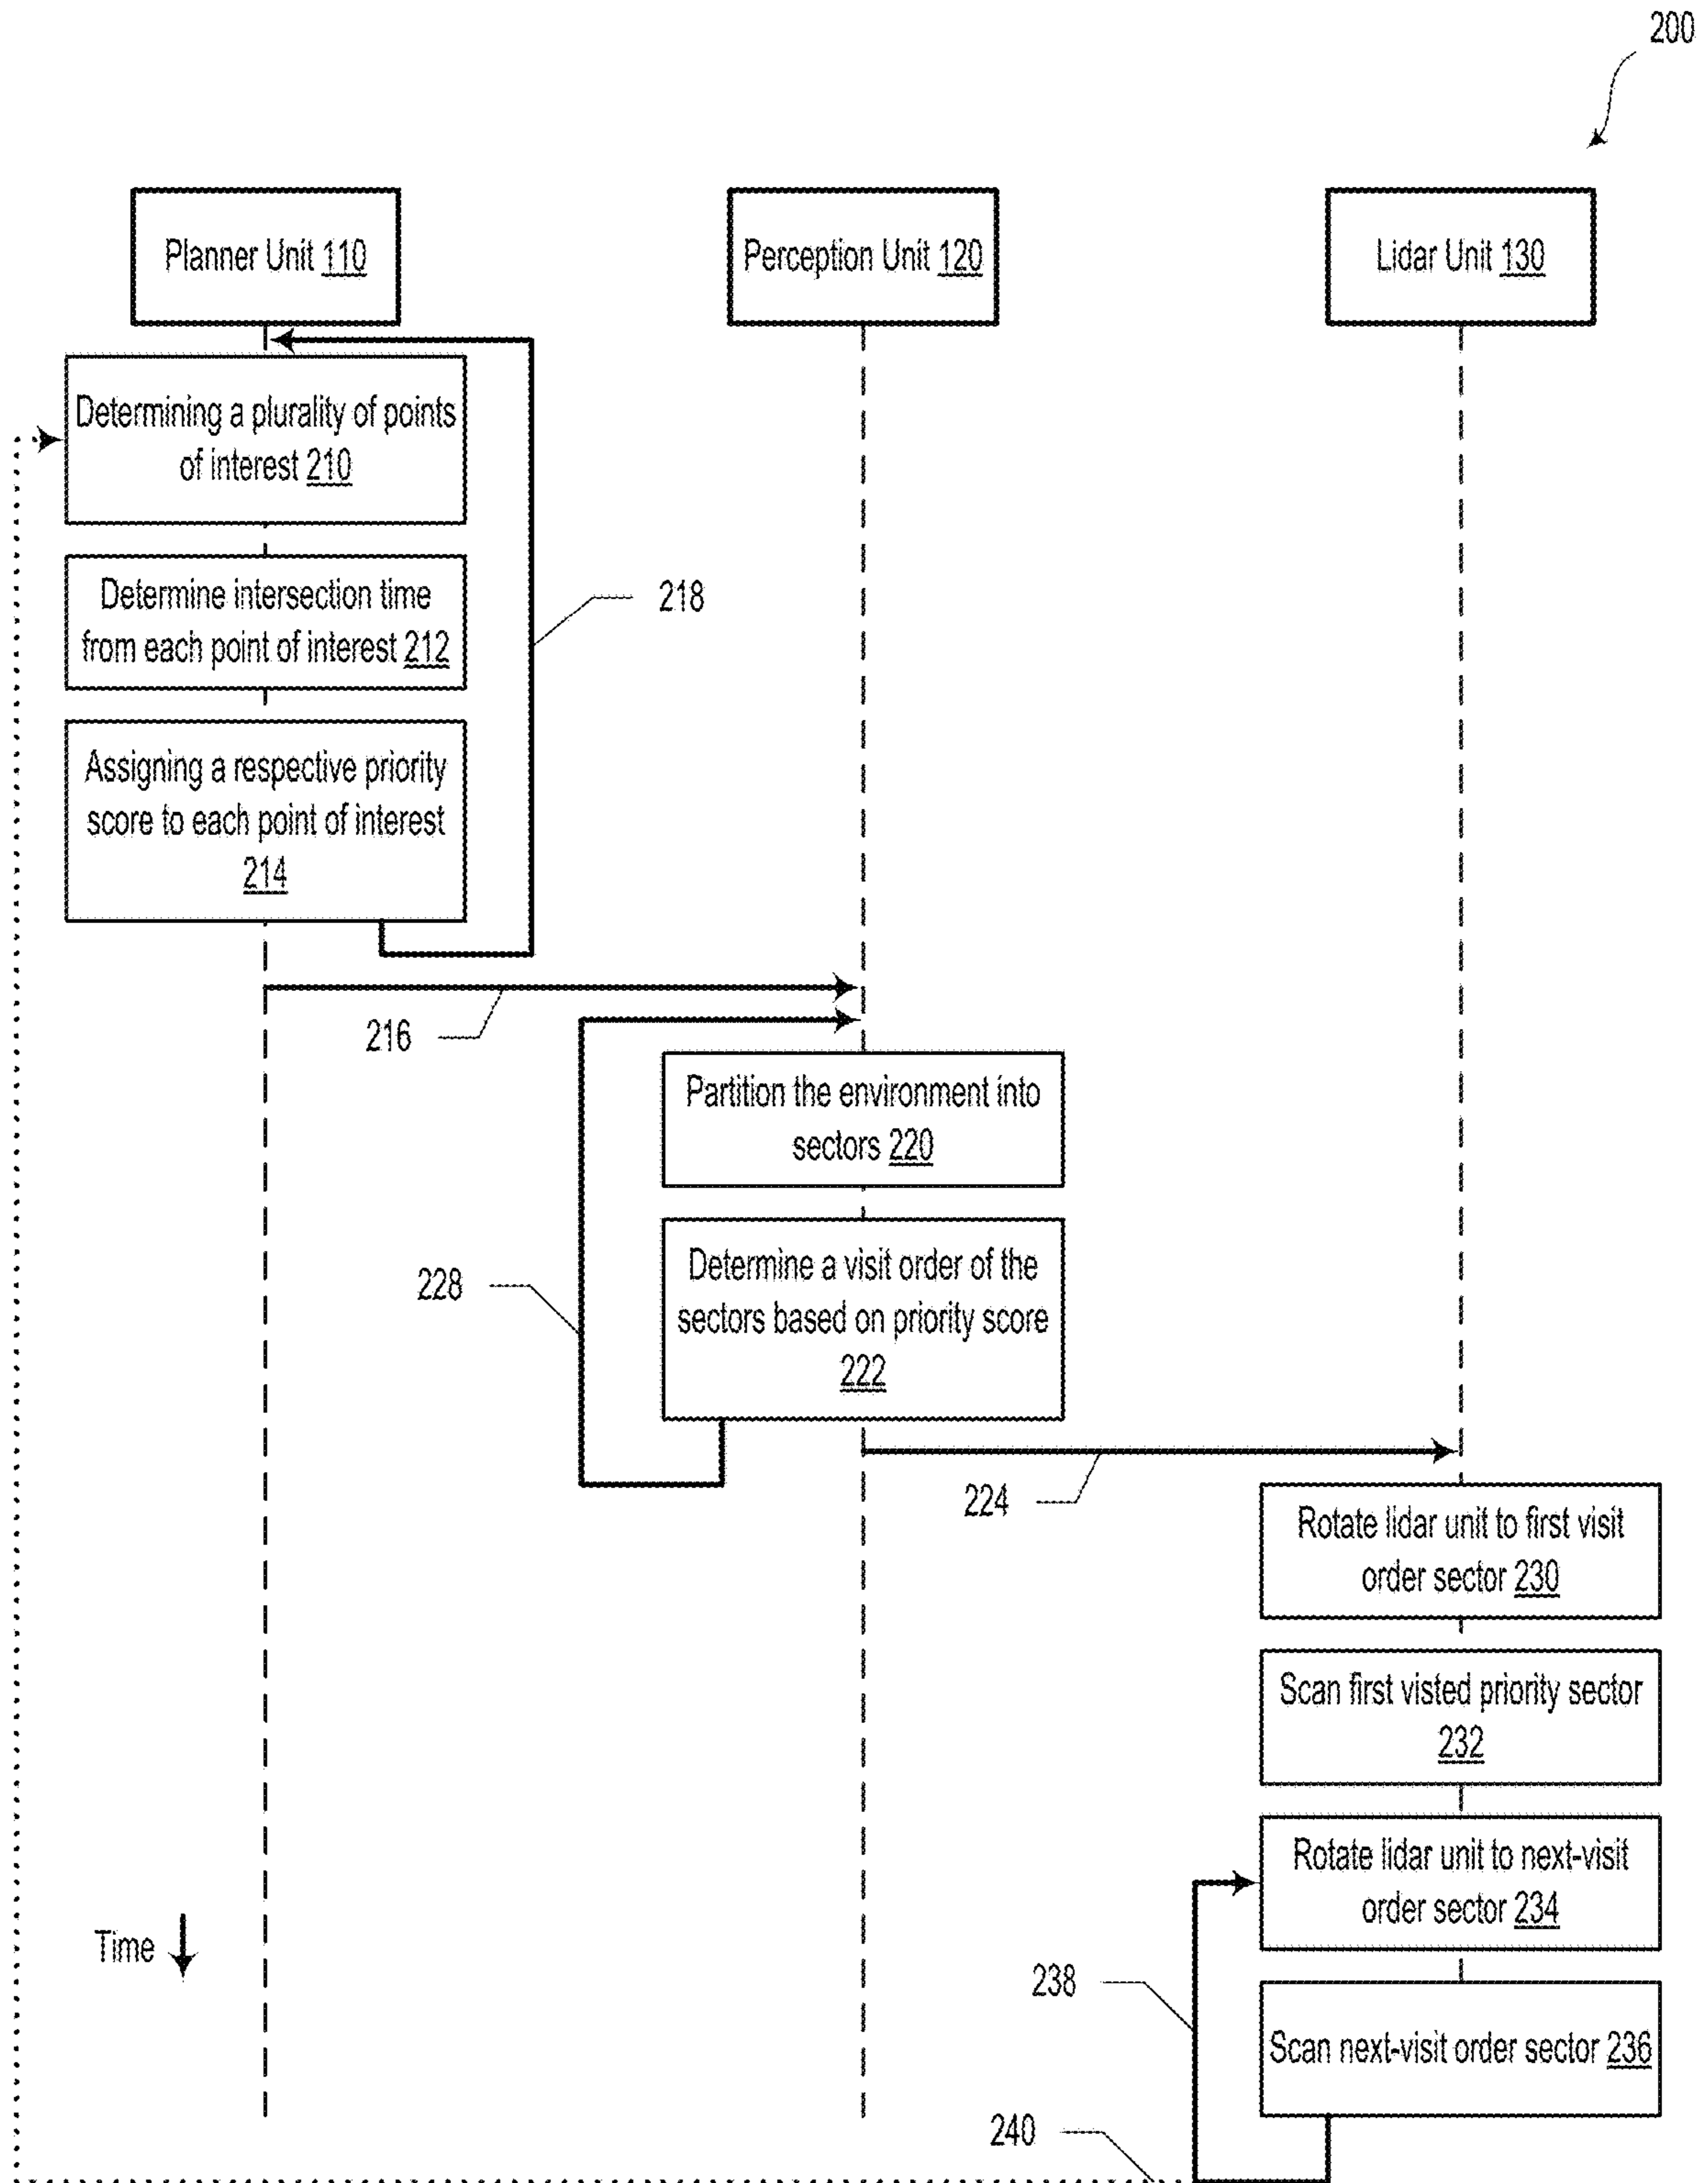 200
Planner Unit 110
Perception Unit 120
Lidar Unit 130
Determining a plurality of points
of interest 210
Determine intersection time
from each point of interest 212
218
Assigning a respective priority
score to each point of interest
214
216
Partition the environment into
sectors 220
Determine a visit order of the
sectors based on priority score
222
228
224
Rotate lidar unit to first visit
order sector 230
Scan first visted priority sector
232
Rotate lidar unit to next-visit
order sector 234
Time
238
Scan next-visit order sector 236
240